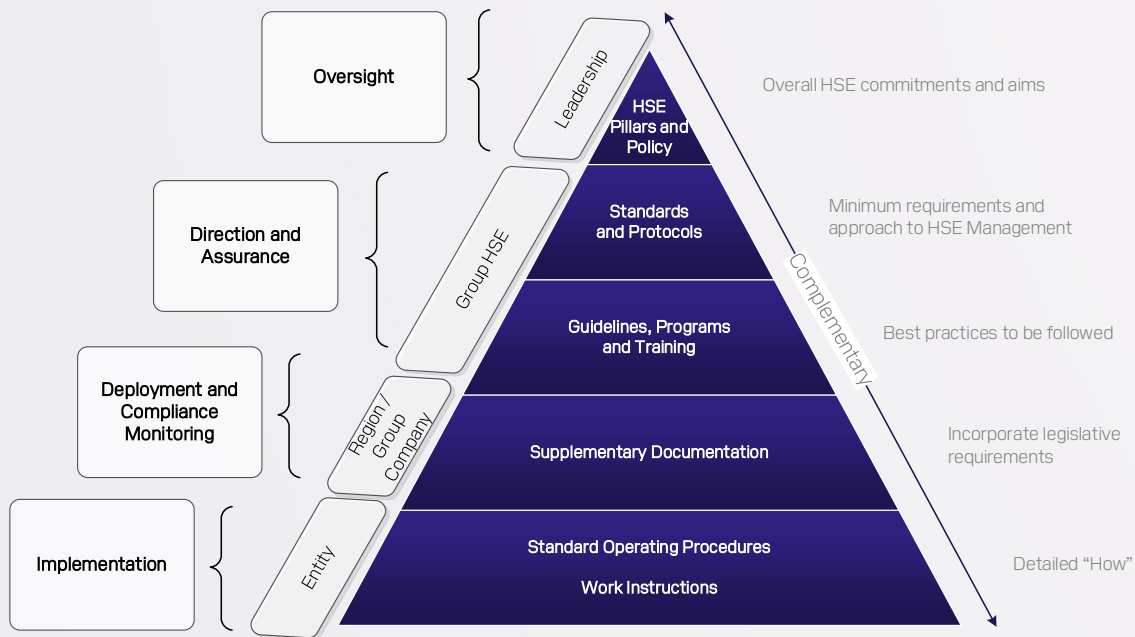 Oversight
Leadership
HSE
Pillars and
Policy
Overall HSE commitments and aims
Direction and
Assurance
Group HSE
Standards
and Protocols
Minimum requirements and
approach to HSE Management
Guidelines, Programs
and Training
Complementary
Best practices to be followed
Deployment and
Compliance
Monitoring
Region /
Group
Company
Supplementary Documentation
Incorporate legislative
requirements
Implementation
Entity
Standard Operating Procedures
Work Instructions
Detailed “How”